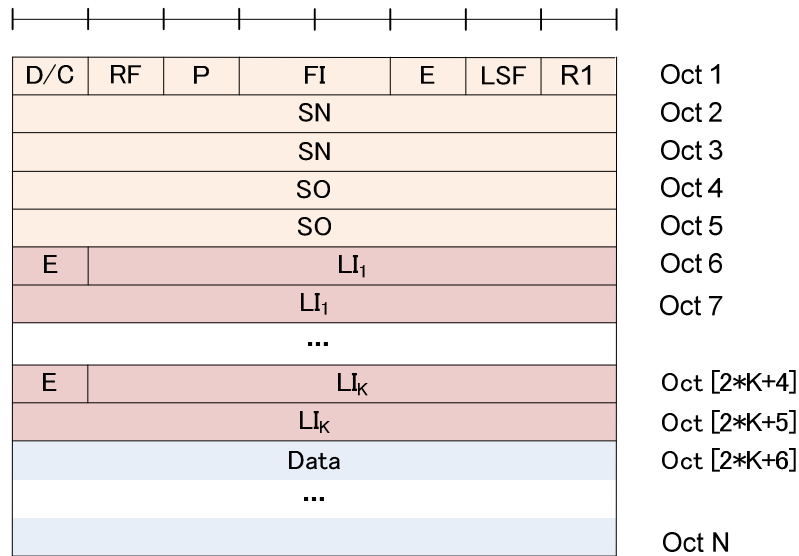 D/C RF P FI E LSF R1 Oct 1
SN Oct 2
SN Oct 3
SO Oct 4
SO Oct 5
E LI₁ Oct 6
LI₁ Oct 7
...
E LIK Oct [2*K+4]
LIK Oct [2*K+5]
Data Oct [2*K+6]
...
Oct N